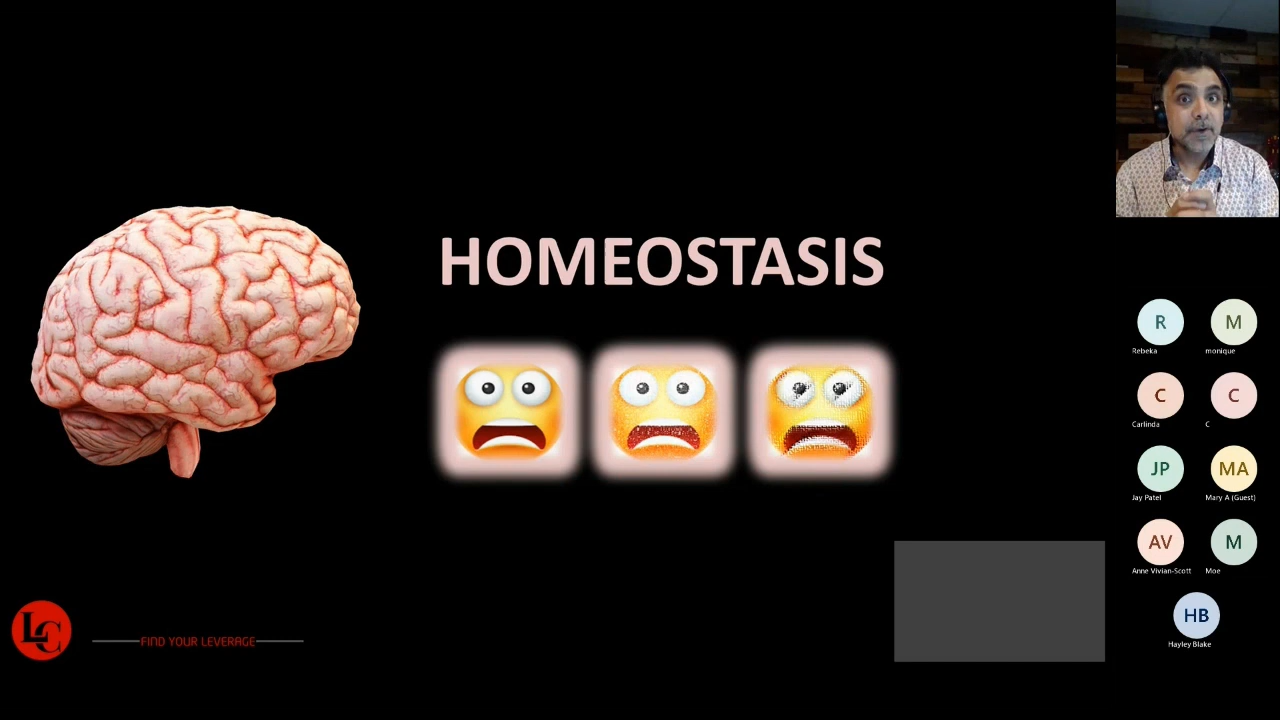 HOMEOSTASIS
R
M
Rebeka
monique
C
C
Carlinda
C
JP
MA
Jay Patel
Mary A (Guest)
AV
M
Anne Vivian-Scott
Moe
HB
Hayley Blake
LC
FIND YOUR LEVERAGE